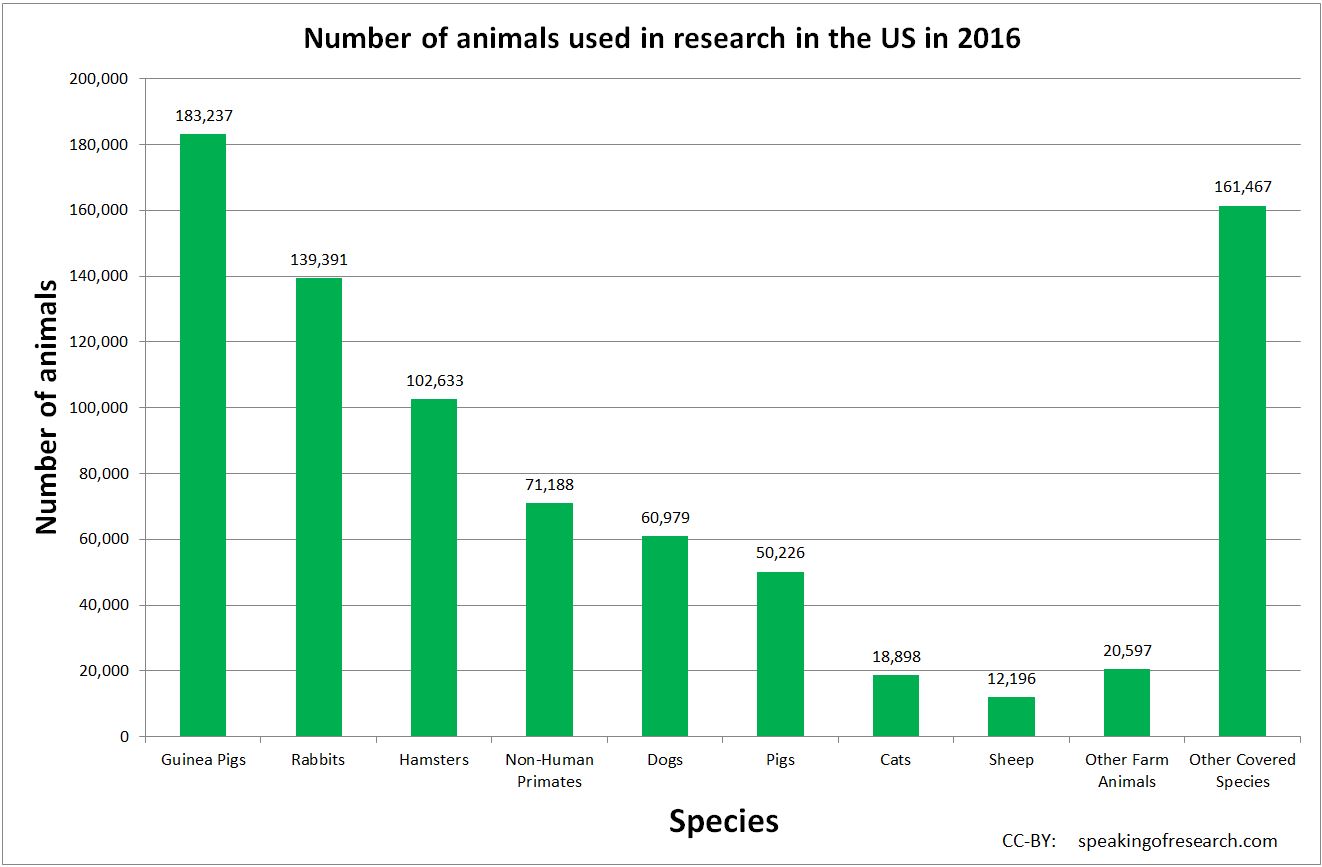 Number of animals used in research in the US in 2016
Number of animals
200,000
180,000
160,000
140,000
120,000
100,000
80,000
60,000
40,000
20,000
0
183,237
139,391
102,633
71,188
60,979
50,226
18,898
12,196
20,597
161,467
Guinea Pigs
Rabbits
Hamsters
Non-Human
Primates
Dogs
Pigs
Cats
Sheep
Other Farm
Animals
Other Covered
Species
Species
CC-BY: speakingofresearch.com